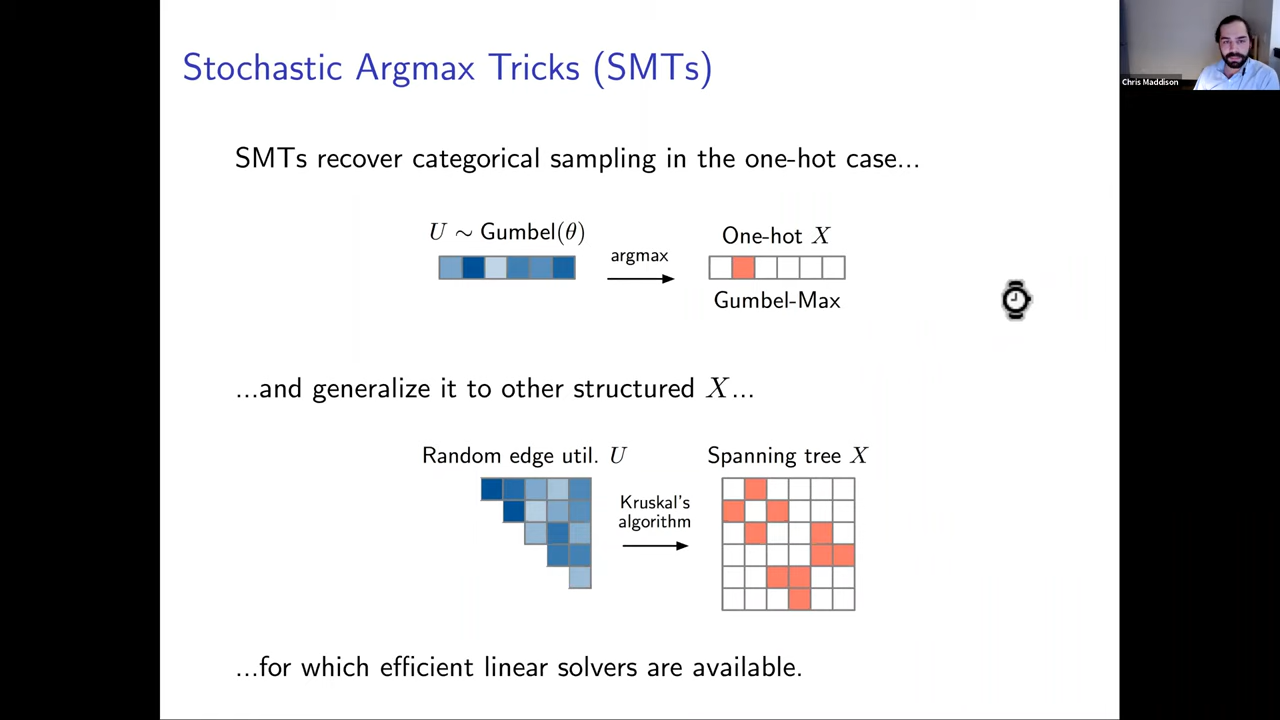 Stochastic Argmax Tricks (SMTs)
Chris Maddison
SMTs recover categorical sampling in the one-hot case...
U ∼ Gumbel(θ)
argmax
One-hot X
Gumbel-Max
...and generalize it to other structured X...
Random edge util. U
Kruskal's
algorithm
Spanning tree X
...for which efficient linear solvers are available.